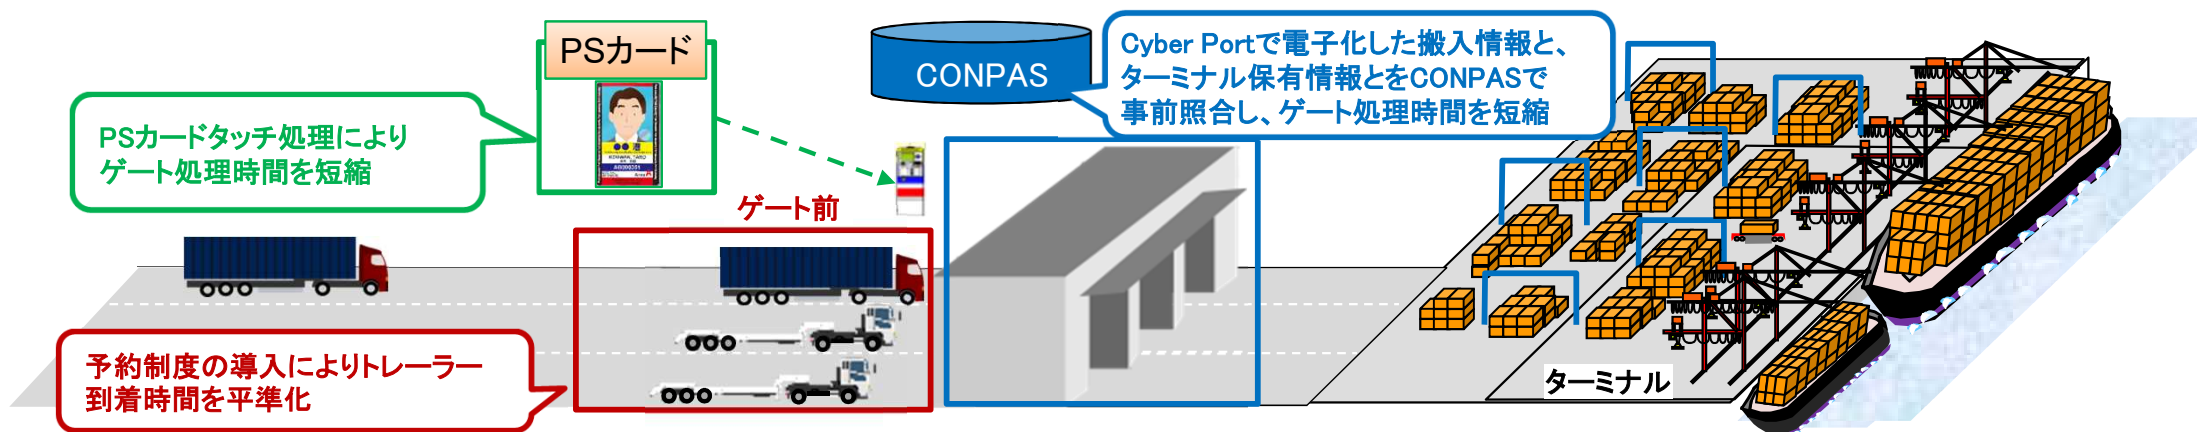 PSカード
PSカードタッチ処理により
ゲート処理時間を短縮
CONPAS
Cyber Portで電子化した搬入情報と、
ターミナル保有情報とをCONPASで
事前照合し、ゲート処理時間を短縮
ゲート前
予約制度の導入によりトレーラー
到着時間を平準化
ターミナル